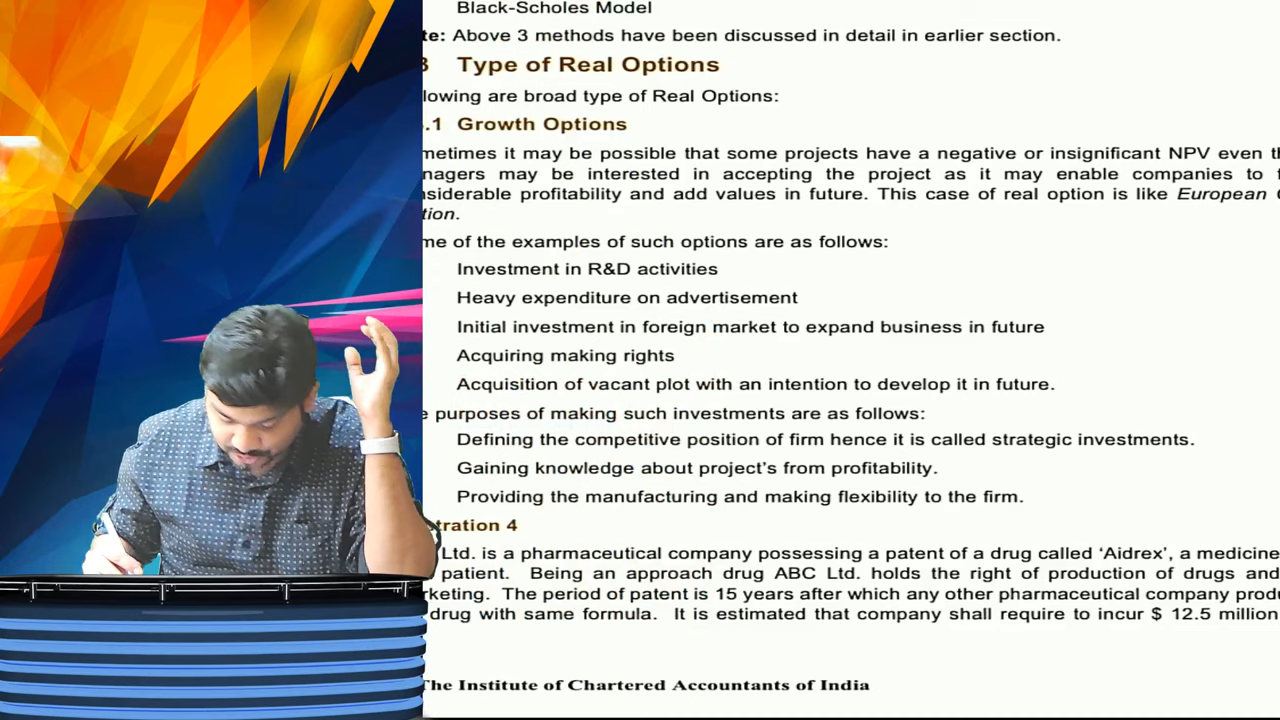 Black-Scholes Model
te: Above 3 methods have been discussed in detail in earlier section.
3 Type of Real Options
lowing are broad type of Real Options:
.1 Growth Options
metimes it may be possible that some projects have a negative or insignificant NPV even th
nagers may be interested in accepting the project as it may enable companies to f
siderable profitability and add values in future. This case of real option is like European C
tion.
me of the examples of such options are as follows:
Investment in R&D activities
Heavy expenditure on advertisement
Initial investment in foreign market to expand business in future
Acquiring making rights
Acquisition of vacant plot with an intention to develop it in future.
e purposes of making such investments are as follows:
Defining the competitive position of firm hence it is called strategic investments.
Gaining knowledge about project's from profitability.
Providing the manufacturing and making flexibility to the firm.
tration 4
Ltd. is a pharmaceutical company possessing a patent of a drug called ‘Aidrex’, a medicine
patient. Being an approach drug ABC Ltd. holds the right of production of drugs and
rketing. The period of patent is 15 years after which any other pharmaceutical company produ
drug with same formula. It is estimated that company shall require to incur $ 12.5 million
The Institute of Chartered Accountants of India